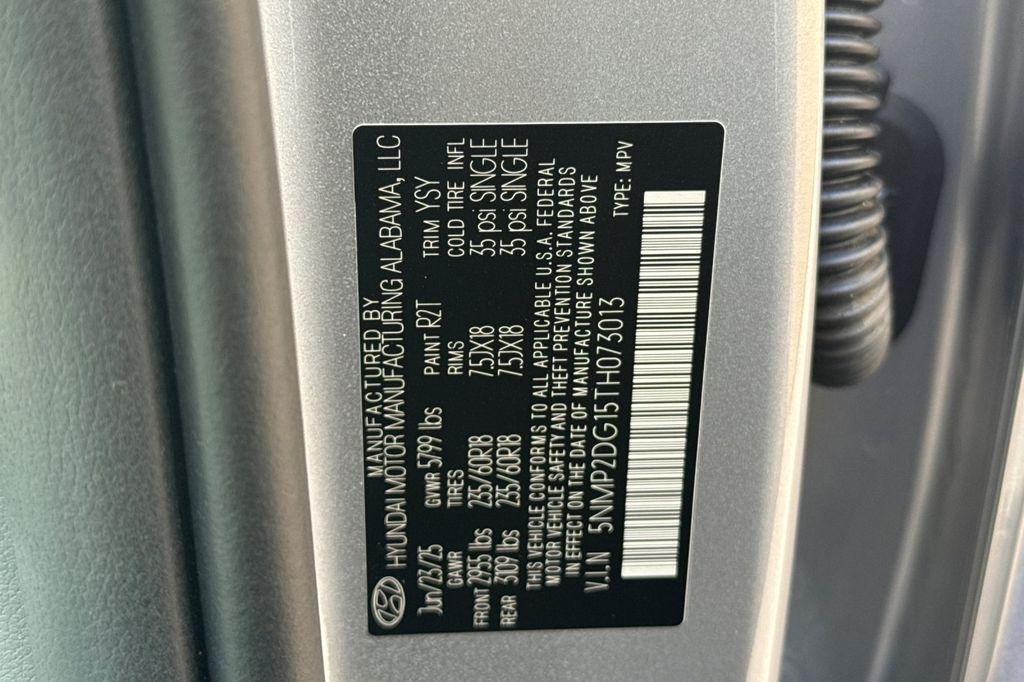 MANUFACTURED BY
HYUNDAI MOTOR MANUFACTURING ALABAMA, LLC
Jun/23/25 GVWR 5799 lbs PAINT R2T TRIM YSY
GAWR TIRES RIMS COLD TIRE INFL
FRONT 2955 lbs 235/60R18 7.5JX18 35 psi SINGLE
REAR 3109 lbs 235/60R18 7.5JX18 35 psi SINGLE
THIS VEHICLE CONFORMS TO ALL APPLICABLE U.S.A. FEDERAL
MOTOR VEHICLE SAFETY AND THEFT PREVENTION STANDARDS
IN EFFECT ON THE DATE OF MANUFACTURE SHOWN ABOVE
V.I.N 5NMP2DG15TH073013 TYPE: MPV